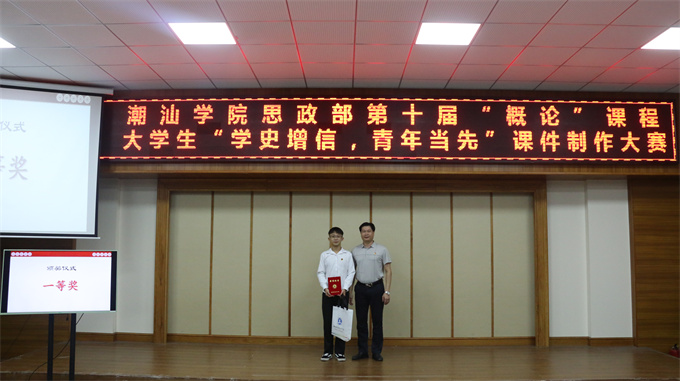 潮汕学院思政部第十届“概论”课程
大学生“学史增信，青年当先”课件制作大赛
仪式
等奖
颁奖仪式
一等奖